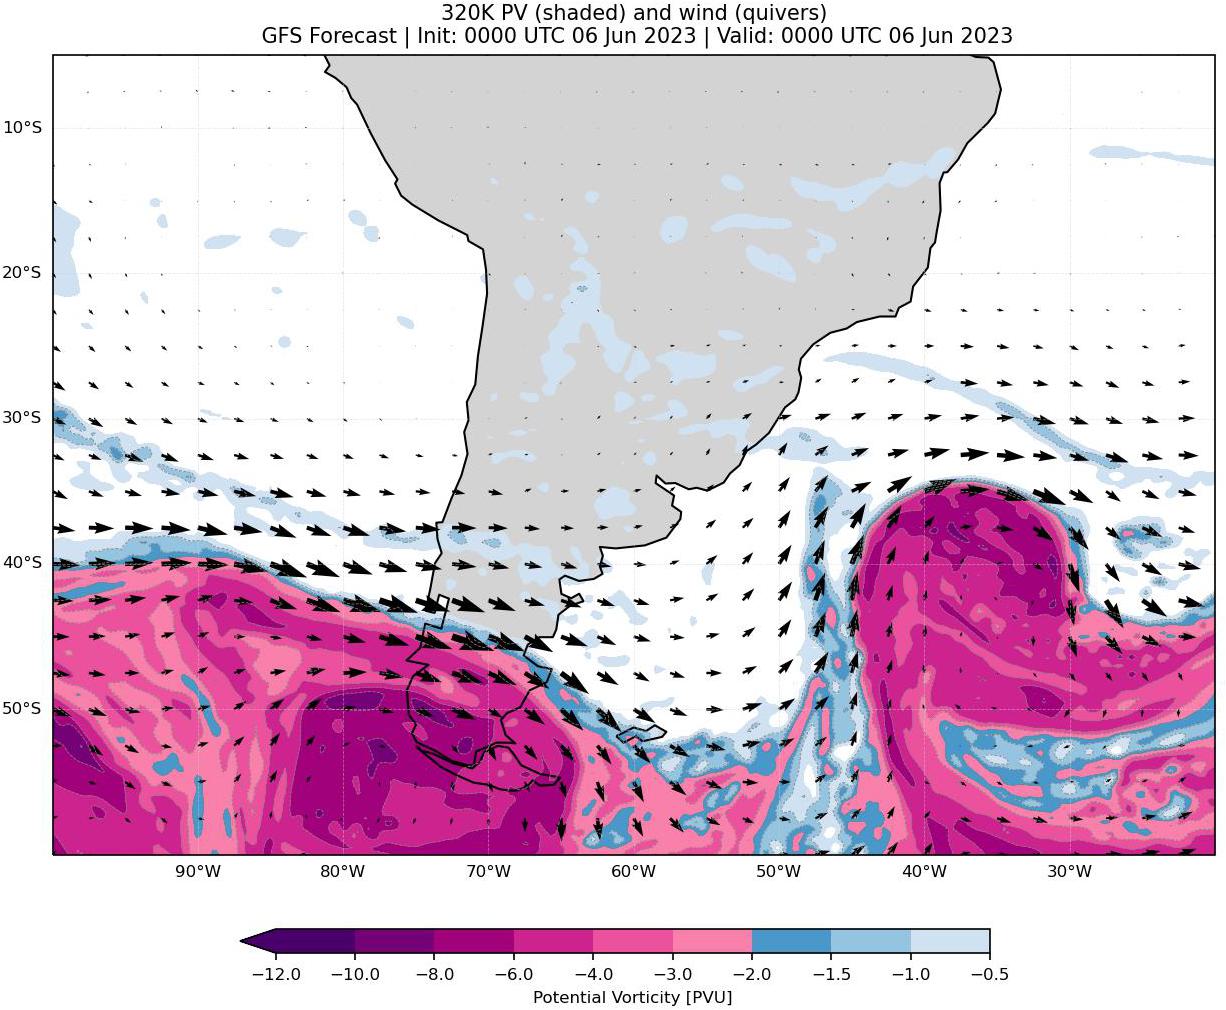 320K PV (shaded) and wind (quivers)
GFS Forecast | Init: 0000 UTC 06 Jun 2023 | Valid: 0000 UTC 06 Jun 2023
10°S
20°S
30°S
40°S
50°S
90°W 80°W 70°W 60°W 50°W 40°W 30°W
−12.0 −10.0 −8.0 −6.0 −4.0 −3.0 −2.0 −1.5 −1.0 −0.5
Potential Vorticity [PVU]